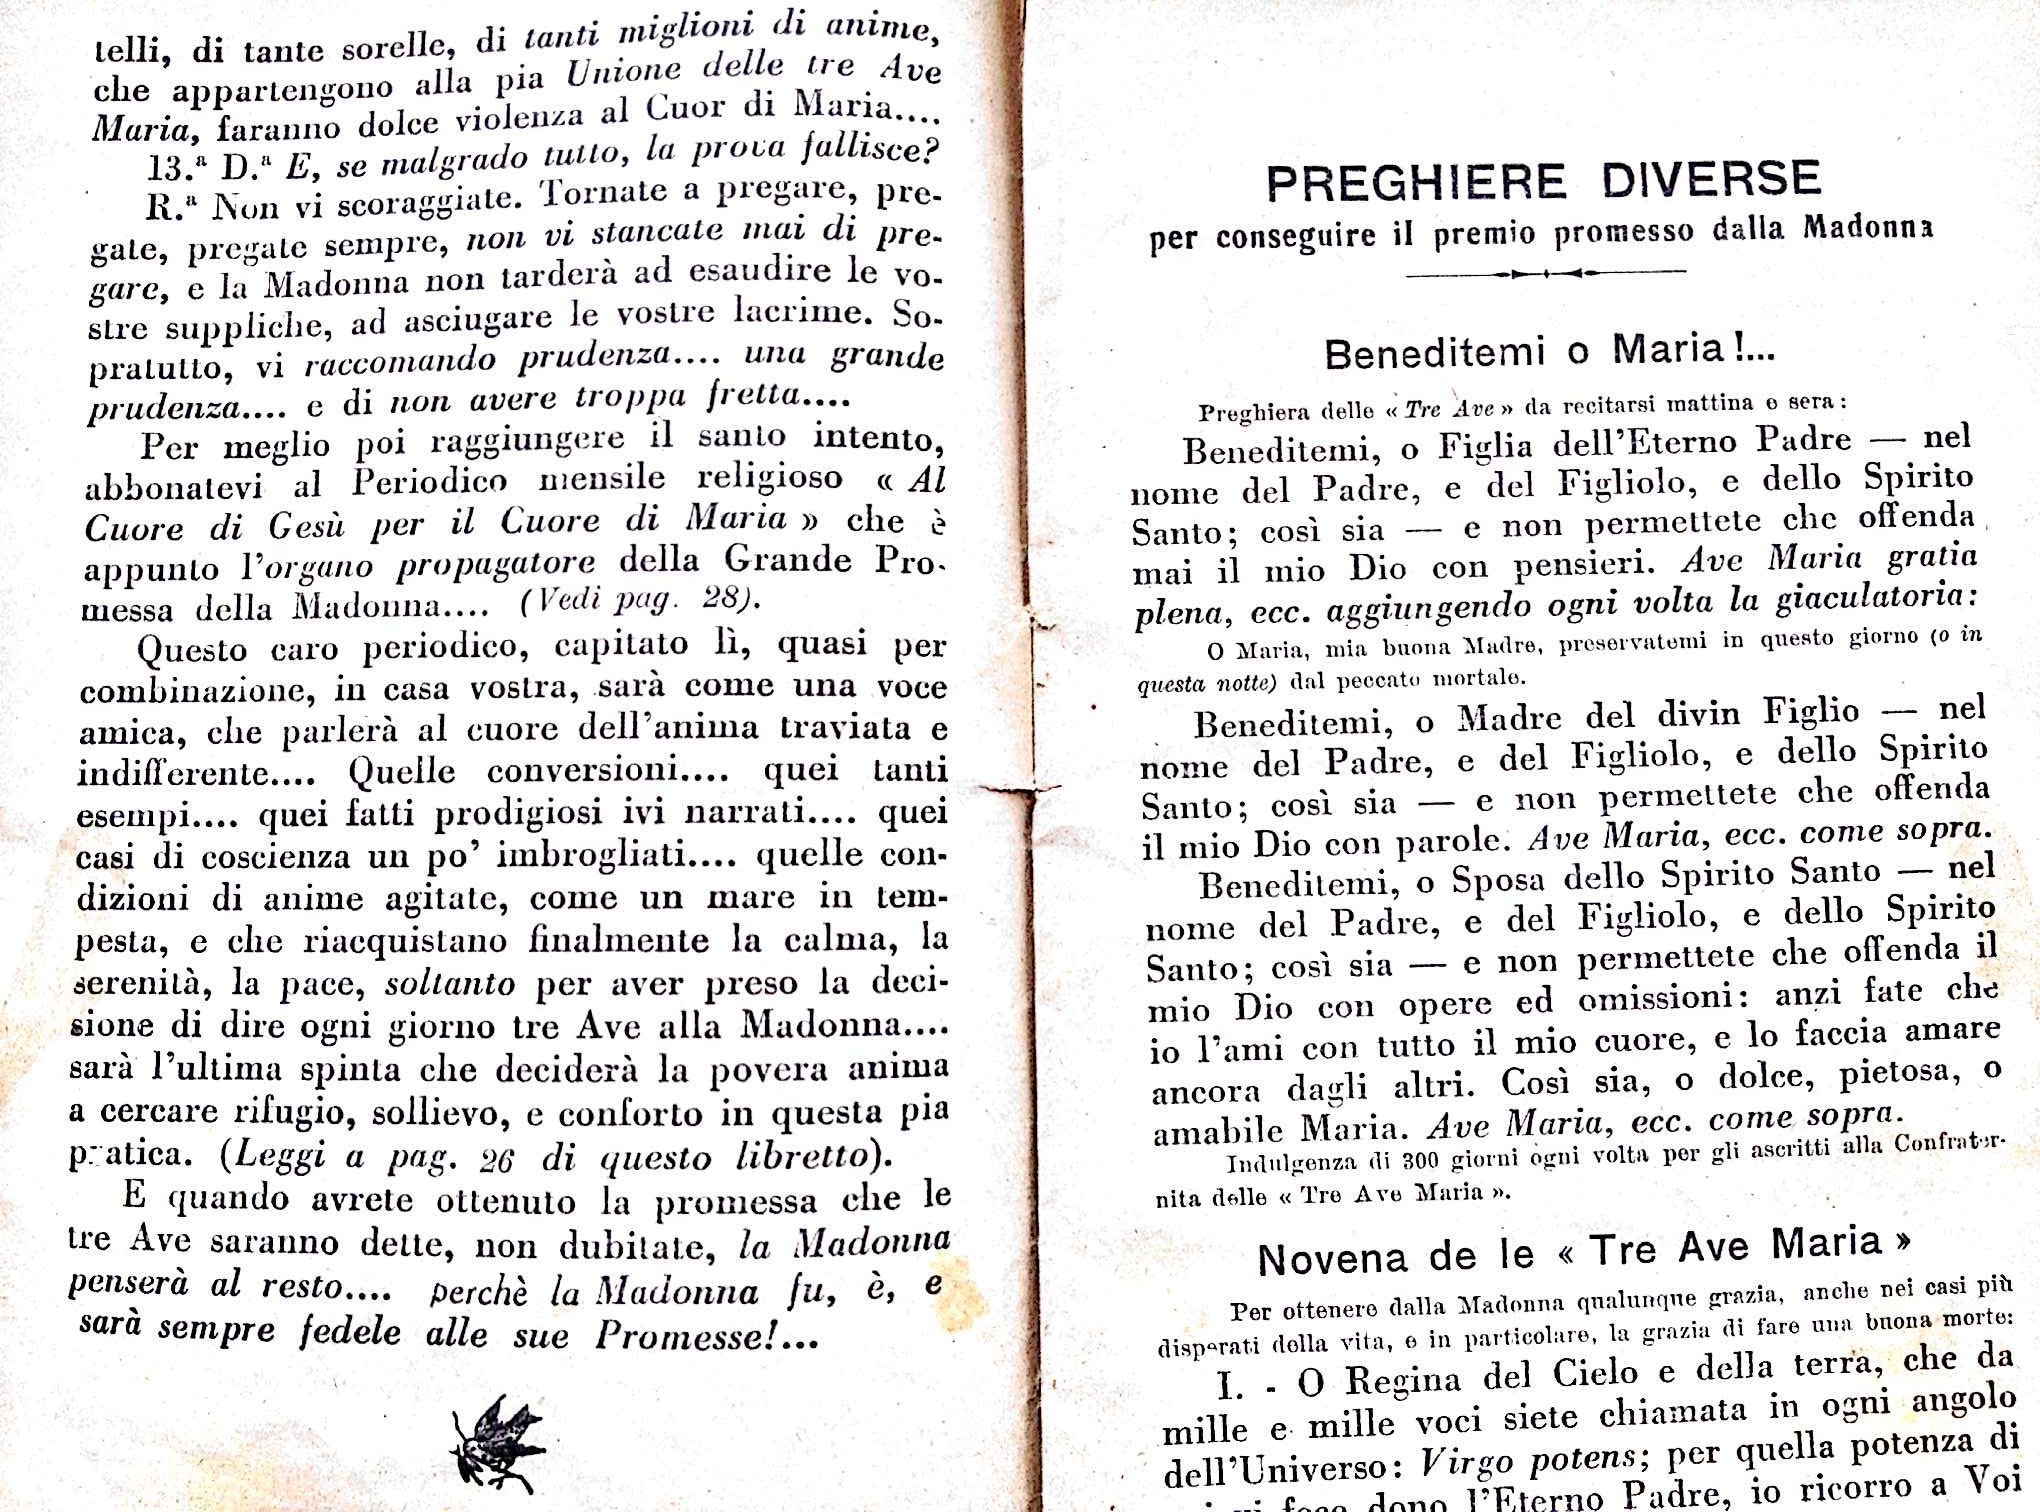 telli, di tante sorelle, di tanti miglioni di anime,
che appartengono alla pia Unione delle tre Ave
Maria, faranno dolce violenza al Cuor di Maria....
13.ª D.ª E, se malgrado tutto, la prova fallisce?
R.ª Non vi scoraggiate. Tornate a pregare, pre-
gate, pregate sempre, non vi stancate mai di pre-
gare, e la Madonna non tarderà ad esaudire le vo-
stre suppliche, ad asciugare le vostre lacrime. So-
pratutto, vi raccomando prudenza.... una grande
prudenza.... e di non avere troppa fretta....
Per meglio poi raggiungere il santo intento,
abbonatevi al Periodico mensile religioso « Al
Cuore di Gesù per il Cuore di Maria » che è
appunto l'organo propagatore della Grande Pro-
messa della Madonna.... (Vedi pag. 28).
Questo caro periodico, capitato lì, quasi per
combinazione, in casa vostra, sarà come una voce
amica, che parlerà al cuore dell'anima traviata e
indifferente.... Quelle conversioni.... quei tanti
esempi.... quei fatti prodigiosi ivi narrati.... quei
casi di coscienza un po' imbrogliati.... quelle con-
dizioni di anime agitate, come un mare in tem-
pesta, e che riacquistano finalmente la calma, la
serenità, la pace, soltanto per aver preso la deci-
sione di dire ogni giorno tre Ave alla Madonna....
sarà l'ultima spinta che deciderà la povera anima
a cercare rifugio, sollievo, e conforto in questa pia
pratica. (Leggi a pag. 26 di questo libretto).
E quando avrete ottenuto la promessa che le
tre Ave saranno dette, non dubitate, la Madonna
penserà al resto.... perchè la Madonna fu, è, e
sarà sempre fedele alle sue Promesse!...
PREGHIERE DIVERSE
per conseguire il premio promesso dalla Madonna
Beneditemi o Maria!...
Preghiera delle « Tre Ave » da recitarsi mattina e sera:
Beneditemi, o Figlia dell'Eterno Padre — nel
nome del Padre, e del Figliolo, e dello Spirito
Santo; così sia — e non permettete che offenda
mai il mio Dio con pensieri. Ave Maria gratia
plena, ecc. aggiungendo ogni volta la giaculatoria:
O Maria, mia buona Madre, preservatemi in questo giorno (o in
questa notte) dal peccato mortale.
Beneditemi, o Madre del divin Figlio — nel
nome del Padre, e del Figliolo, e dello Spirito
Santo; così sia — e non permettete che offenda
il mio Dio con parole. Ave Maria, ecc. come sopra.
Beneditemi, o Sposa dello Spirito Santo — nel
nome del Padre, e del Figliolo, e dello Spirito
Santo; così sia — e non permettete che offenda il
mio Dio con opere ed omissioni: anzi fate che
io l'ami con tutto il mio cuore, e lo faccia amare
ancora dagli altri. Così sia, o dolce, pietosa, o
amabile Maria. Ave Maria, ecc. come sopra.
Indulgenza di 300 giorni ogni volta per gli ascritti alla Confrater-
nita delle « Tre Ave Maria ».
Novena de le « Tre Ave Maria »
Per ottenere dalla Madonna qualunque grazia, anche nei casi più
disperati della vita, e in particolare, la grazia di fare una buona morte:
I. - O Regina del Cielo e della terra, che da
mille e mille voci siete chiamata in ogni angolo
dell'Universo: Virgo potens; per quella potenza di
vi fece dono l'Eterno Padre, io ricorro a Voi